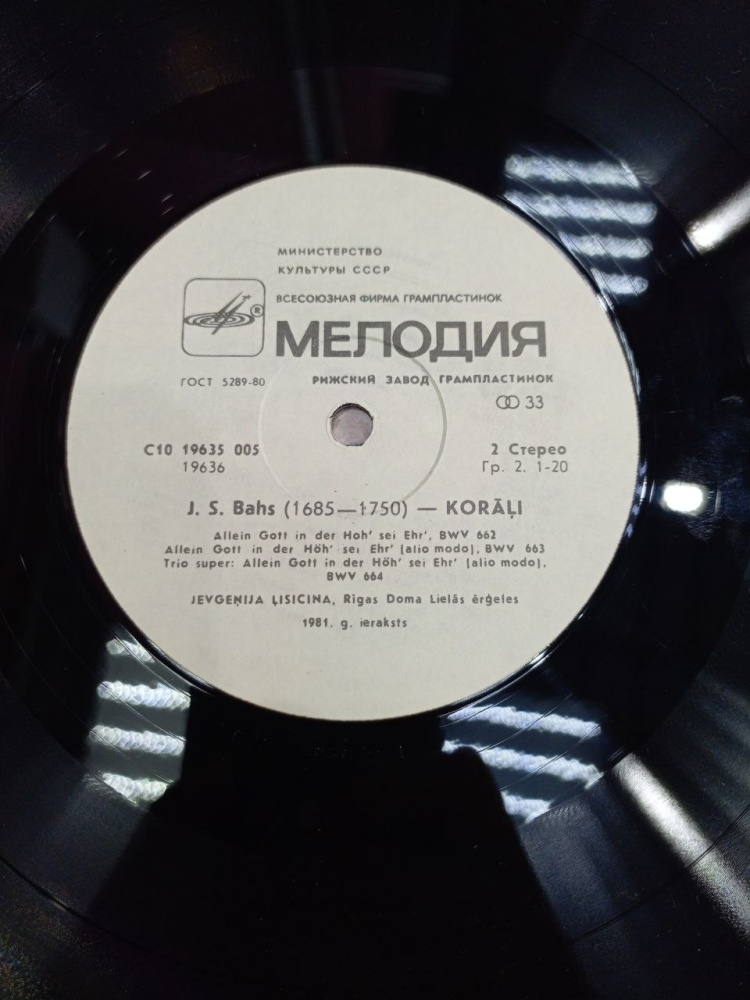 МИНИСТЕРСТВО
КУЛЬТУРЫ СССР
ВСЕСОЮЗНАЯ ФИРМА ГРАМПЛАСТИНОК
®
МЕЛОДИЯ
ГОСТ 5289-80 РИЖСКИЙ ЗАВОД ГРАМПЛАСТИНОК
33
С10 19635 005 2 Стерео
19636 Гр. 2. 1-20
J. S. Bahs (1685—1750) — KORĀĻI
Allein Gott in der Hoh' sei Ehr', BWV 662
Allein Gott in der Höh' sei Ehr' (alio modo), BWV 663
Trio super: Allein Gott in der Höh' sei Ehr' (alio modo),
BWV 664
JEVGEŅIJA ĻISICINA, Rīgas Doma Lielās ērģeles
1981. g. ieraksts